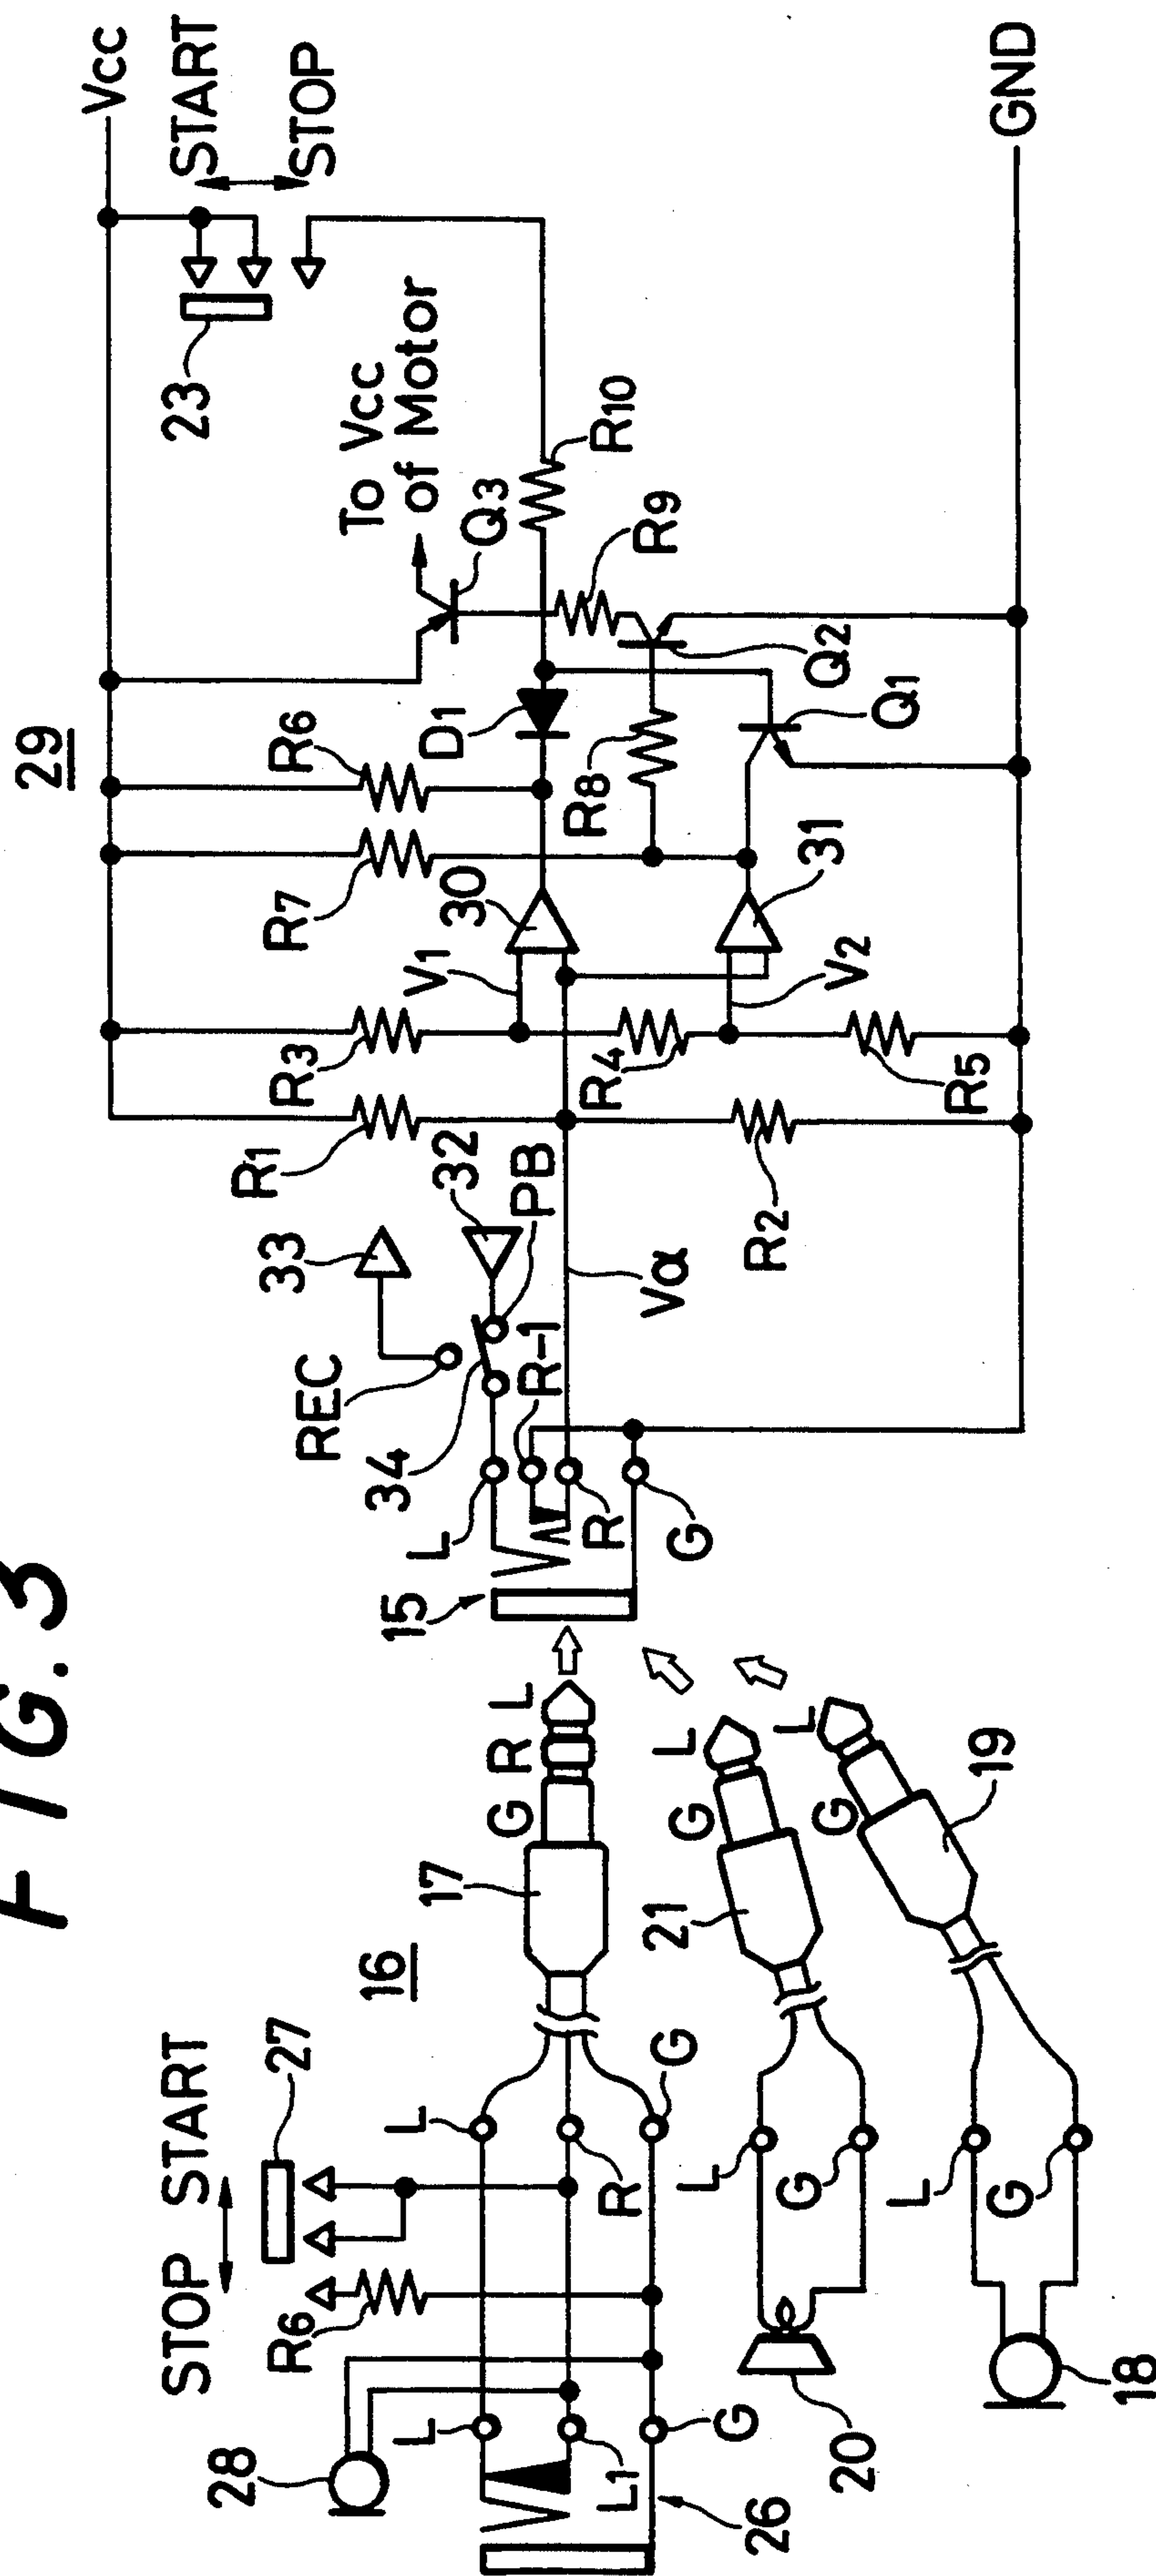 FIG. 3
29
Vcc
START
STOP
23
To Vcc
of Motor
Q3
R10
R9
Q2
Q1
D1
R6
R8
R7
30
31
V1
V2
R3
R4
R5
R1
R2
32
33
PB
REC
34
R-1
Vα
L
R
G
15
L
R
G
17
16
L
G
21
L
G
19
STOP START
27
L
R
G
R6
28
L
L1
G
26
L
G
20
L
G
18
GND